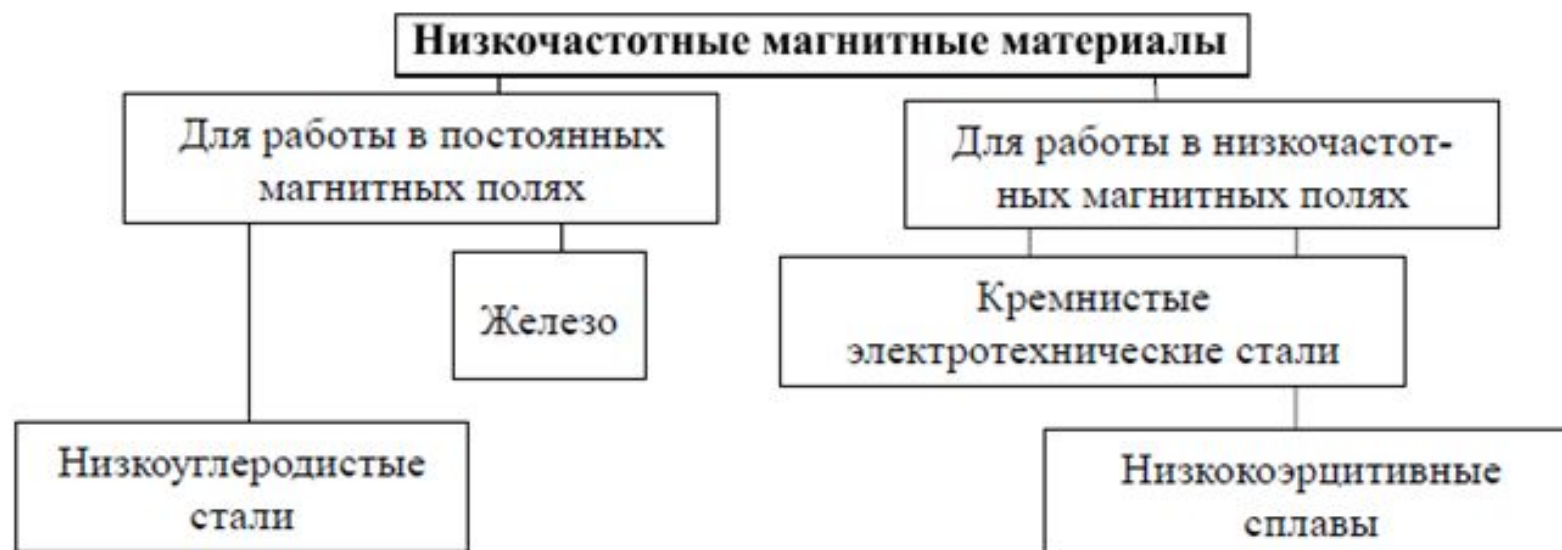 Низкочастотные магнитные материалы
Для работы в постоянных
магнитных полях
Для работы в низкочастот-
ных магнитных полях
Железо
Кремнистые
электротехнические стали
Низкоуглеродистые
стали
Низкокоэрцитивные
сплавы